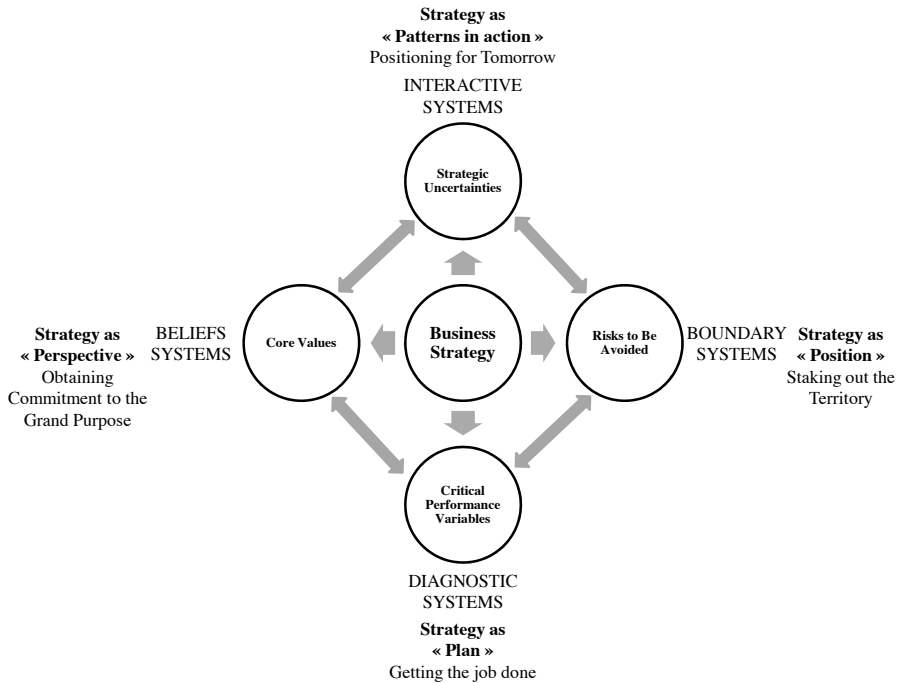 Strategy as
« Patterns in action »
Positioning for Tomorrow
INTERACTIVE
SYSTEMS
Strategic
Uncertainties
Strategy as
« Perspective »
Obtaining
Commitment to the
Grand Purpose
BELIEFS
SYSTEMS
Core Values
Business
Strategy
Risks to Be
Avoided
BOUNDARY
SYSTEMS
Strategy as
« Position »
Staking out the
Territory
Critical
Performance
Variables
DIAGNOSTIC
SYSTEMS
Strategy as
« Plan »
Getting the job done